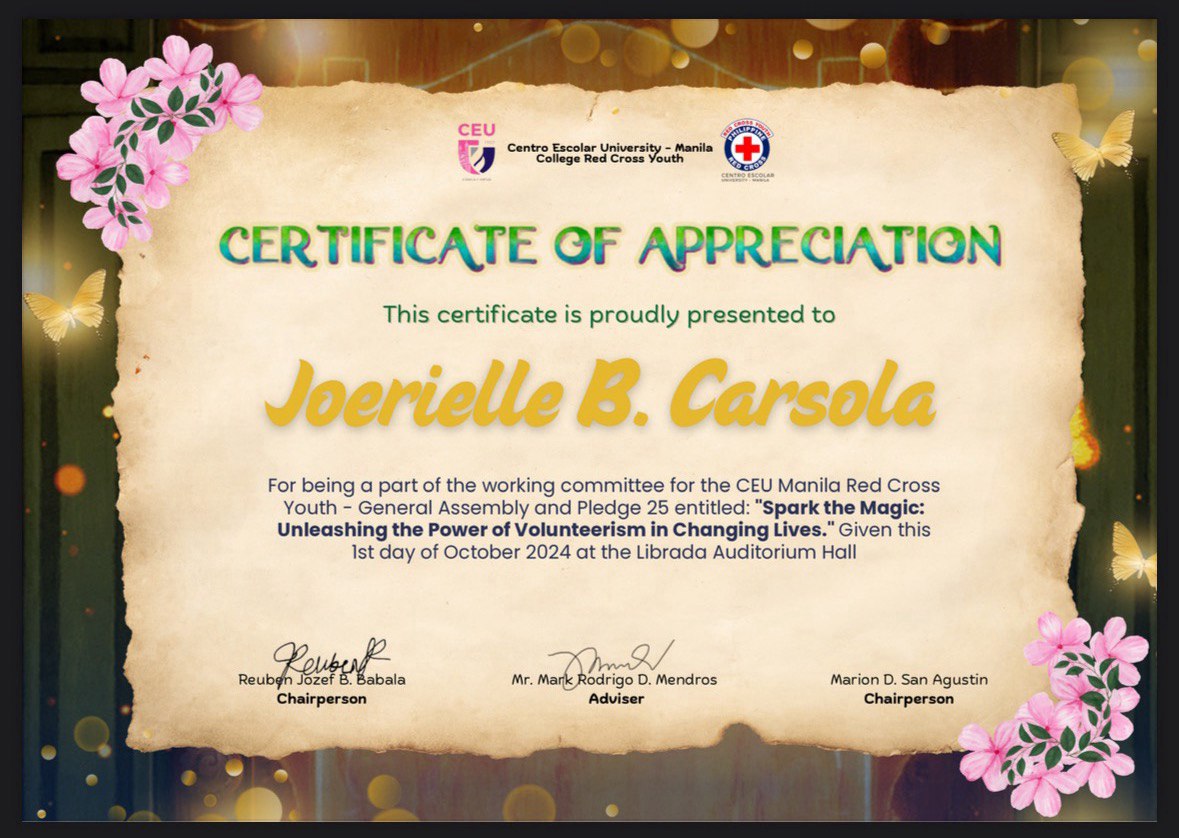 CEU
Centro Escolar University - Manila
College Red Cross Youth
RED CROSS YOUTH
PHILIPPINE
RED CROSS
CENTRO ESCOLAR
UNIVERSITY - MANILA
CERTIFICATE OF APPRECIATION
This certificate is proudly presented to
Joerielle B. Carsola
For being a part of the working committee for the CEU Manila Red Cross
Youth - General Assembly and Pledge 25 entitled: "Spark the Magic:
Unleashing the Power of Volunteerism in Changing Lives." Given this
1st day of October 2024 at the Librada Auditorium Hall
Reuben Jozef B. Babala
Chairperson
Mr. Mark Rodrigo D. Mendros
Adviser
Marion D. San Agustin
Chairperson